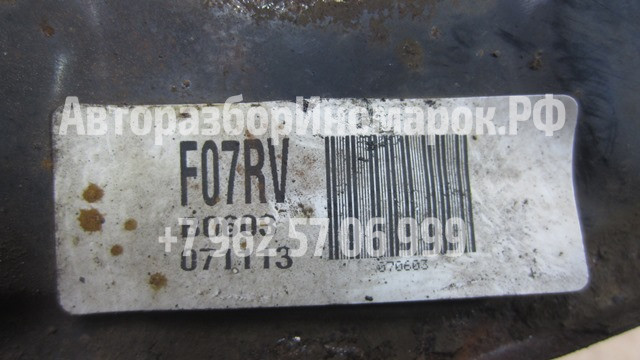 АвторазборИномарок.РФ
F07RV
+7962 5706 999
071113
070603